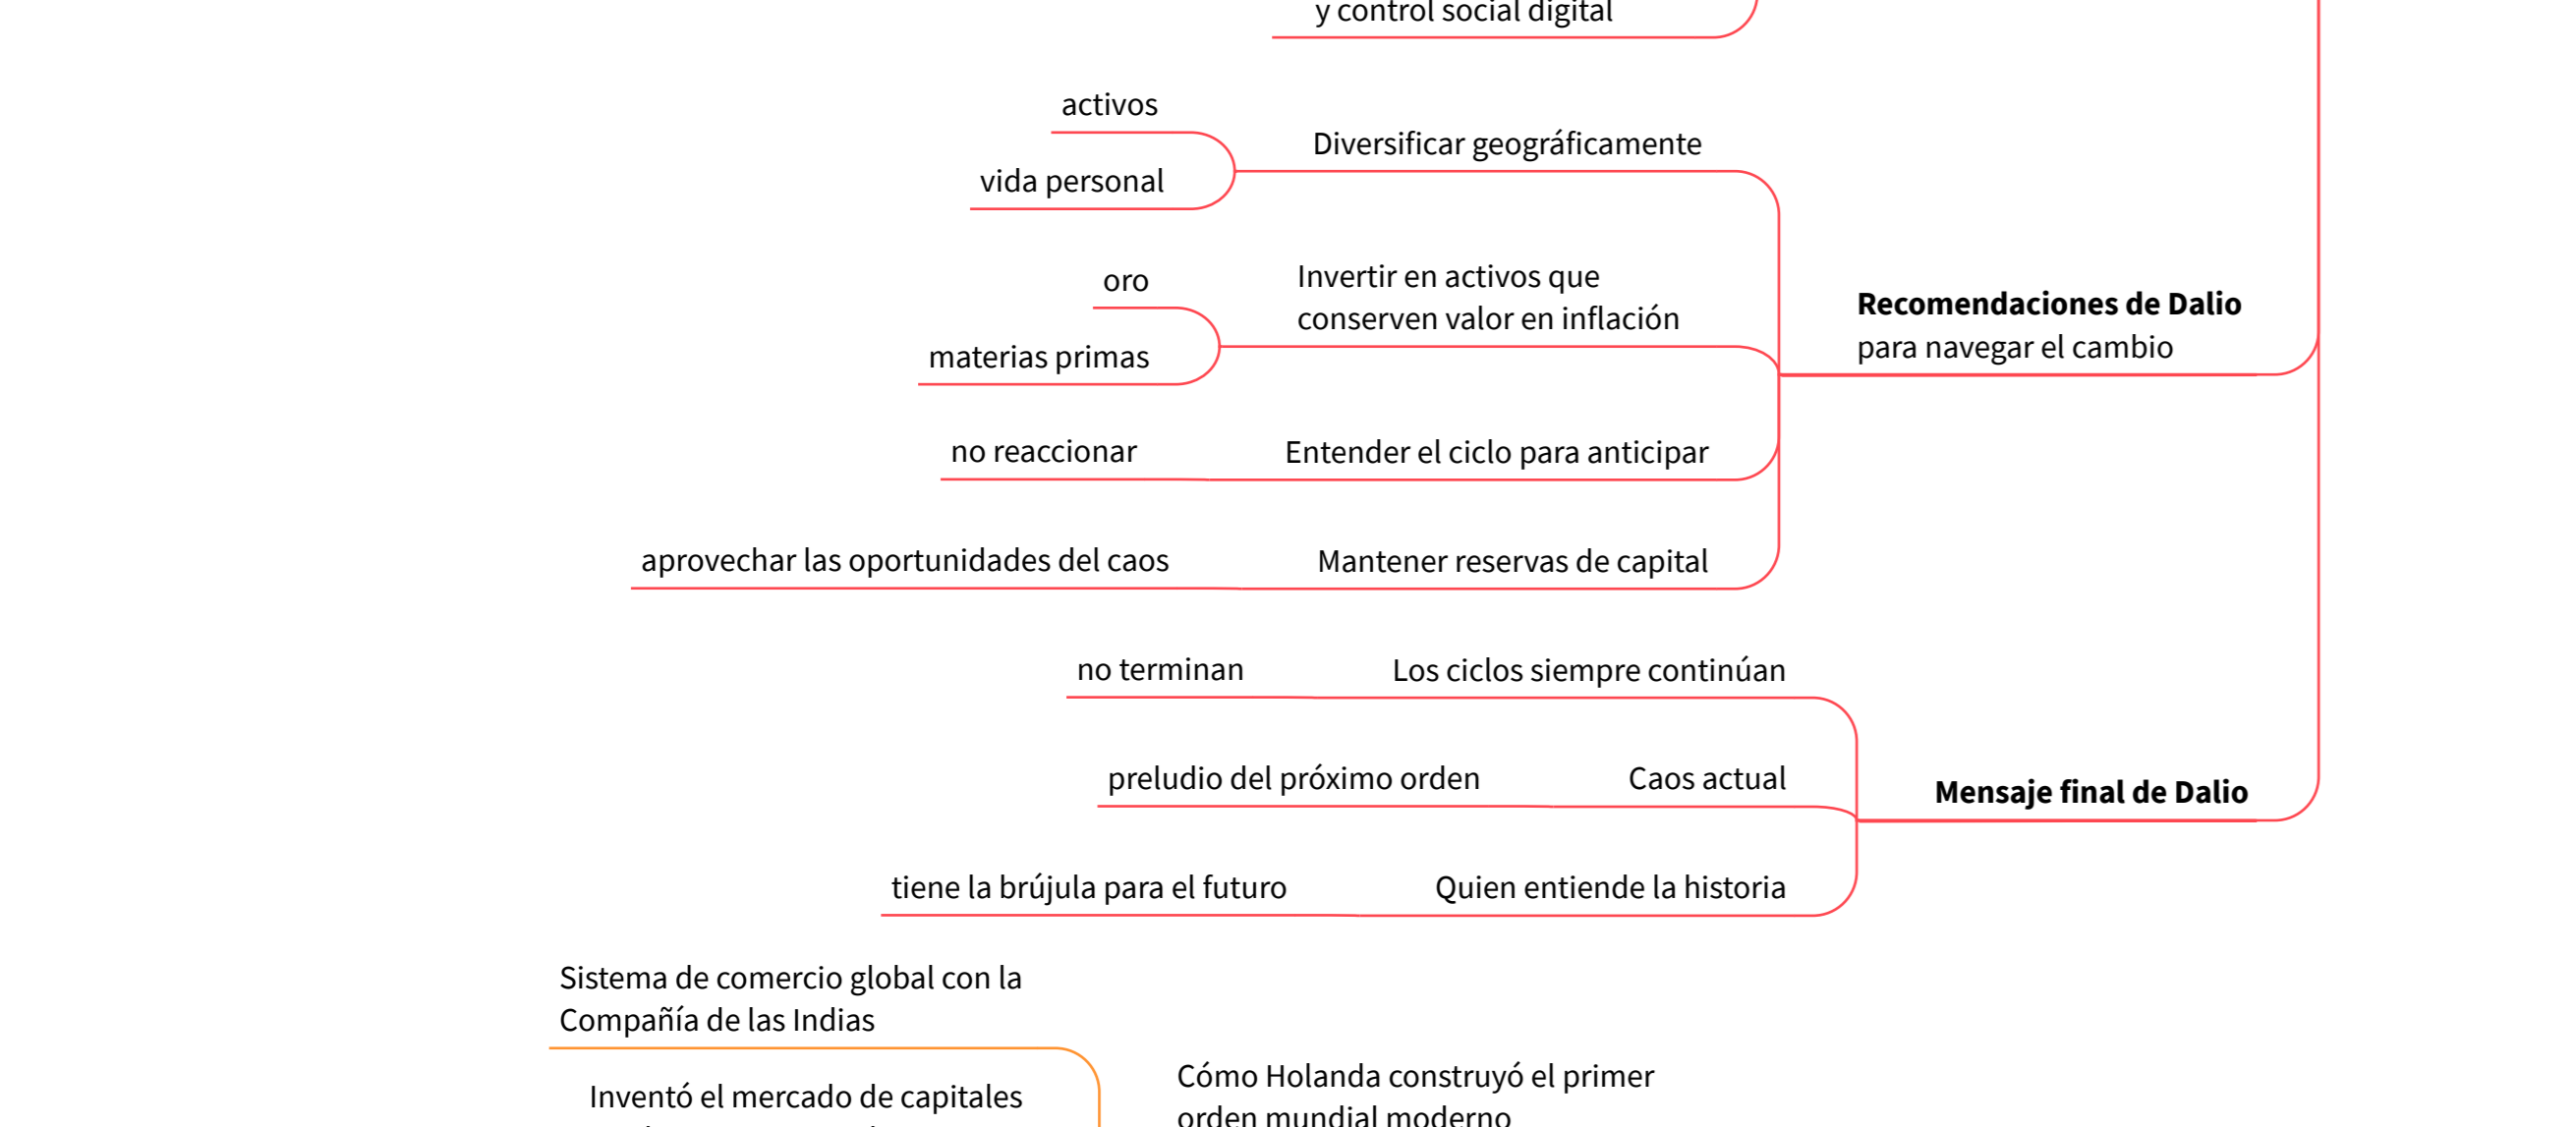 y control social digital
activos
vida personal
Diversificar geográficamente
oro
materias primas
Invertir en activos que
conserven valor en inflación
Recomendaciones de Dalio
para navegar el cambio
no reaccionar
Entender el ciclo para anticipar
aprovechar las oportunidades del caos
Mantener reservas de capital
no terminan
Los ciclos siempre continúan
preludio del próximo orden
Caos actual
Mensaje final de Dalio
tiene la brújula para el futuro
Quien entiende la historia
Sistema de comercio global con la
Compañía de las Indias
Inventó el mercado de capitales
Cómo Holanda construyó el primer
orden mundial moderno